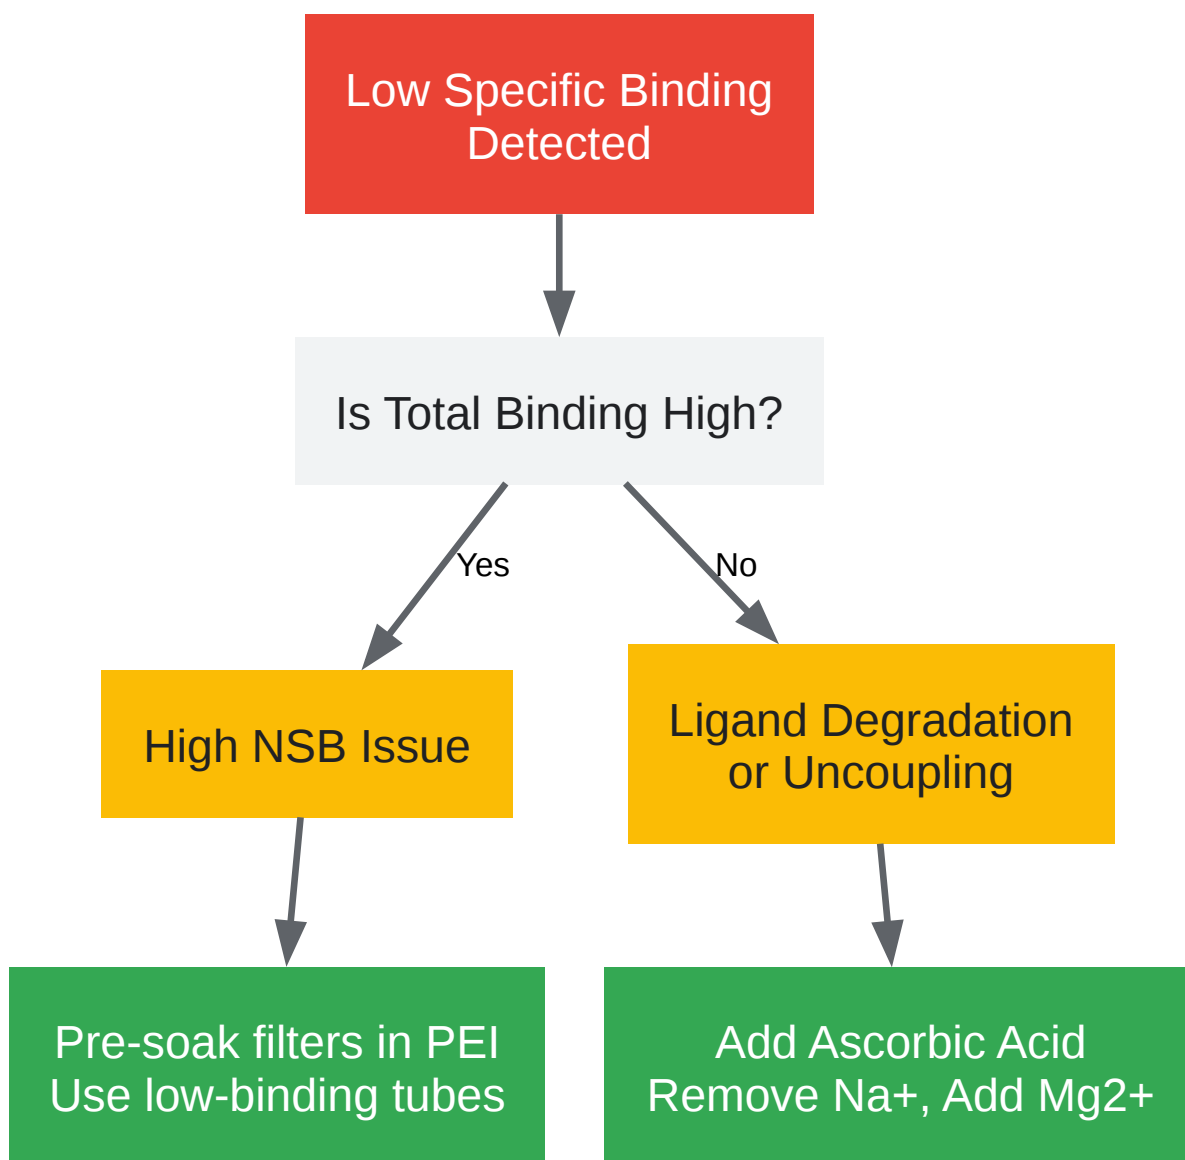 Low Specific Binding
Detected
Is Total Binding High?
Yes
No
High NSB Issue
Ligand Degradation
or Uncoupling
Pre-soak filters in PEI
Use low-binding tubes
Add Ascorbic Acid
Remove Na+, Add Mg2+